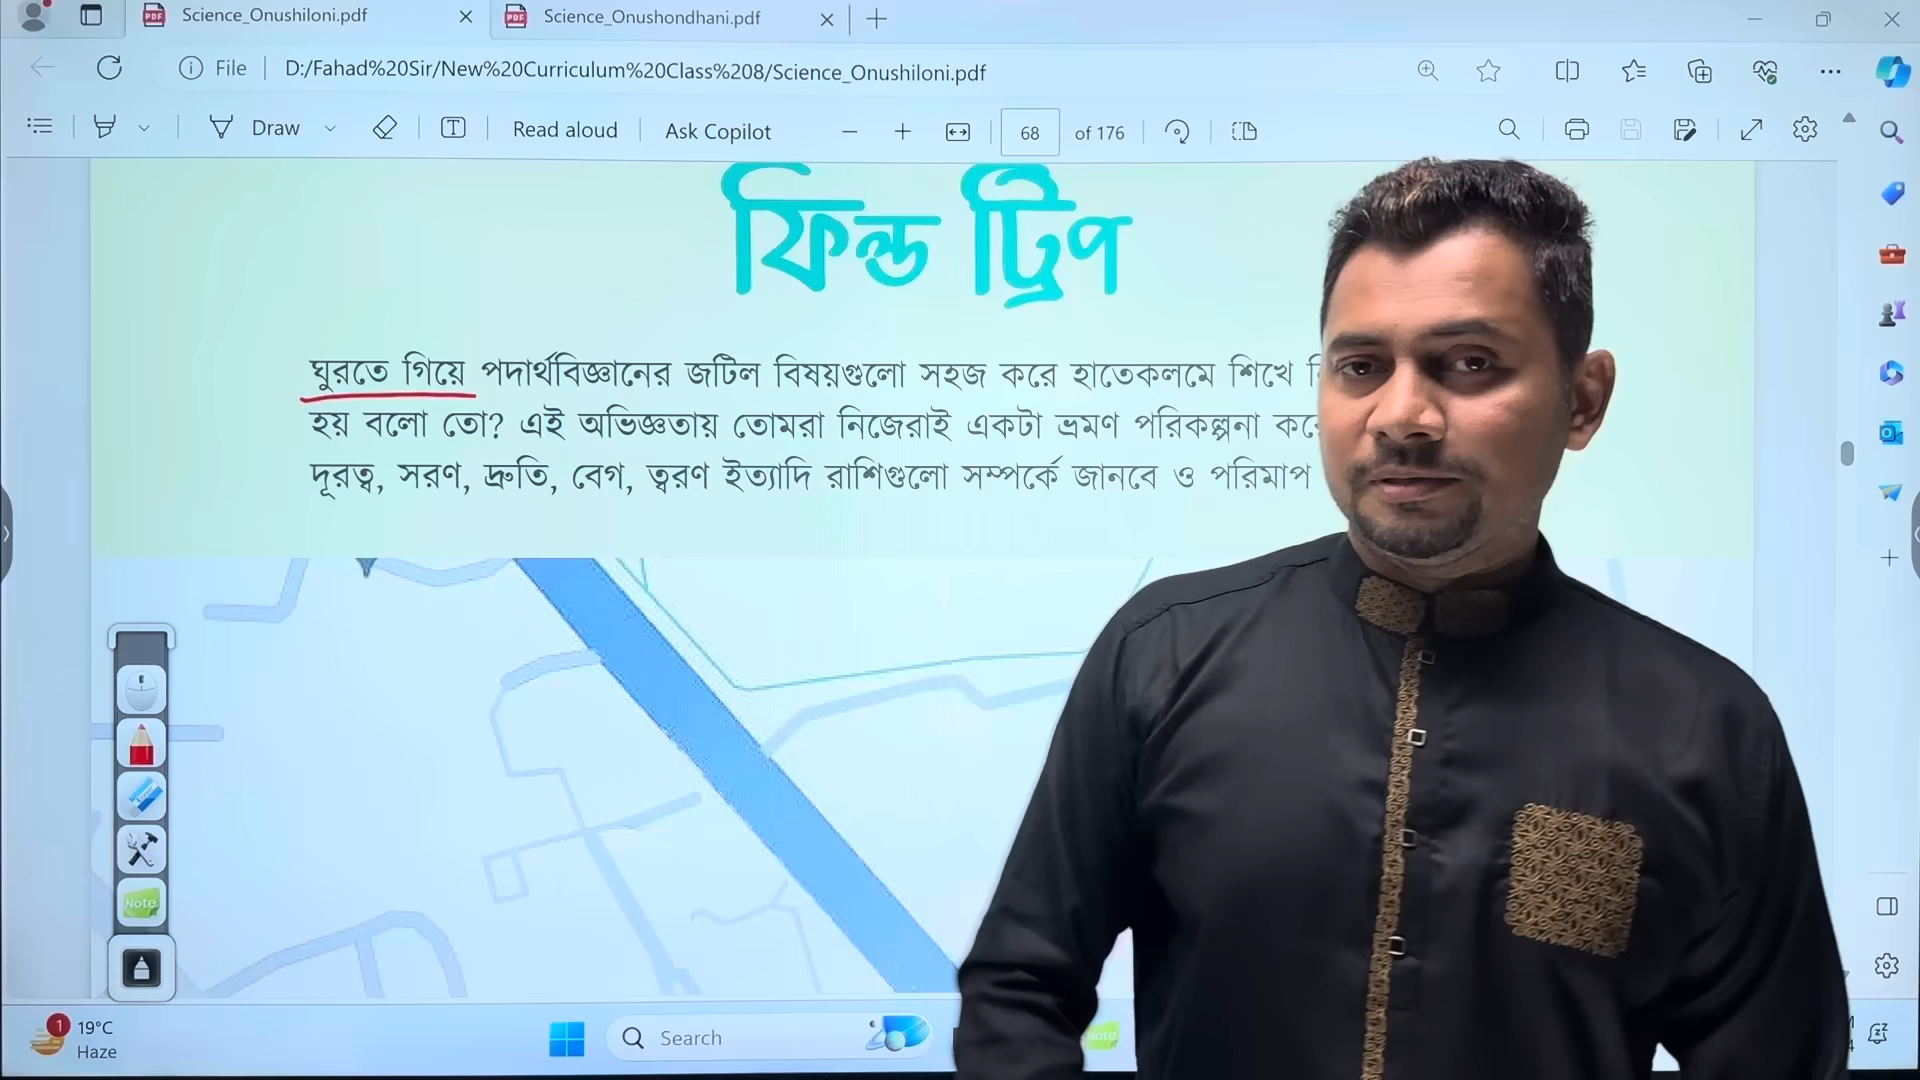 Science_Onushiloni.pdf
Science_Onushondhani.pdf
File
D:/Fahad%20Sir/New%20Curriculum%20Class%208/Science_Onushiloni.pdf
Draw
Read aloud
Ask Copilot
68
of 176
ফিল্ড ট্রিপ
ঘুরতে গিয়ে পদার্থবিজ্ঞানের জটিল বিষয়গুলো সহজ করে হাতেকলমে শিখে
হয় বলো তো? এই অভিজ্ঞতায় তোমরা নিজেরাই একটা ভ্রমণ পরিকল্পনা
দূরত্ব, সরণ, দ্রুতি, বেগ, ত্বরণ ইত্যাদি রাশিগুলো সম্পর্কে জানবে ও পরিমাপ
Note
1
19°C
Haze
Search
Note